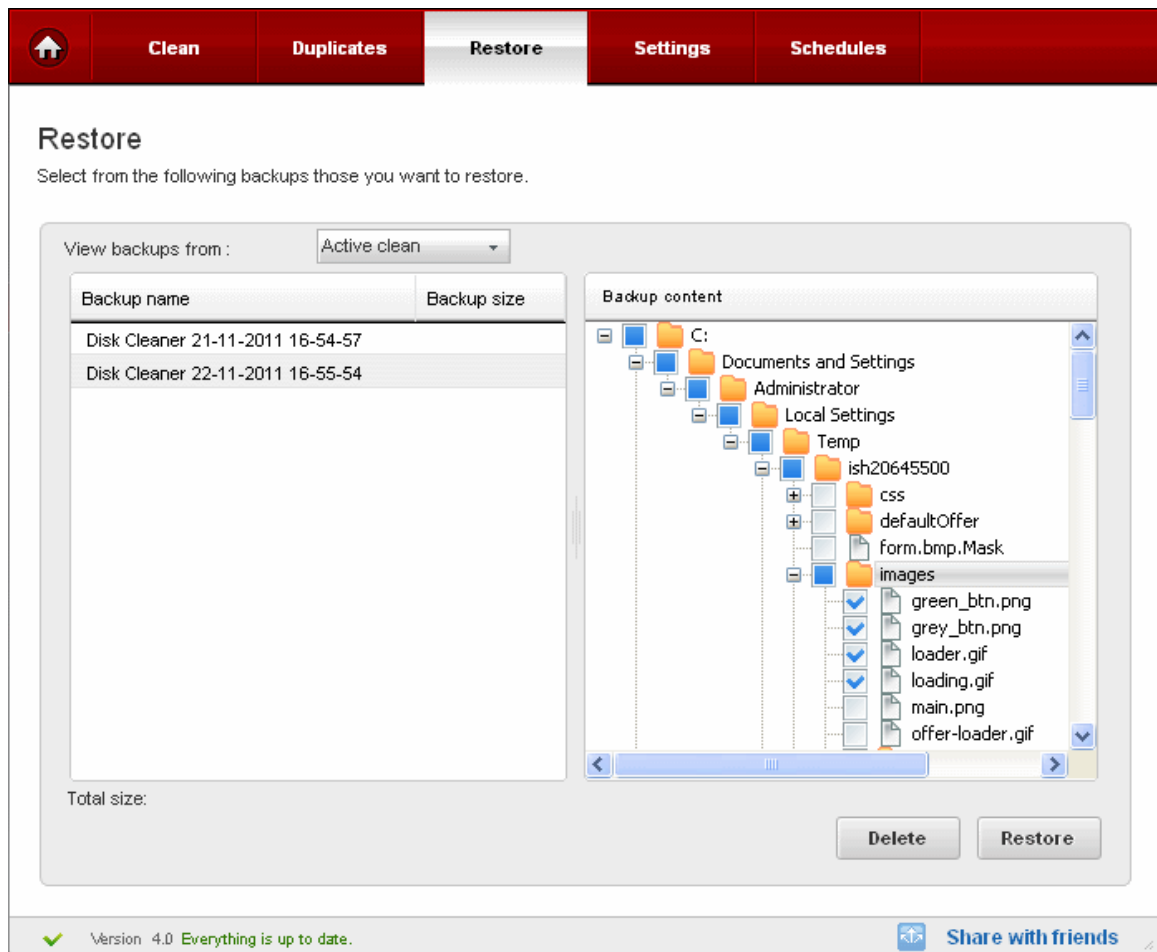 Clean Duplicates Restore Settings Schedules
Restore
Select from the following backups those you want to restore.
View backups from : Active clean
Backup name Backup size
Disk Cleaner 21-11-2011 16-54-57
Disk Cleaner 22-11-2011 16-55-54
Backup content
C:
Documents and Settings
Administrator
Local Settings
Temp
ish20645500
css
defaultOffer
form.bmp.Mask
images
green_btn.png
grey_btn.png
loader.gif
loading.gif
main.png
offer-loader.gif
Total size:
Delete Restore
Version 4.0 Everything is up to date. Share with friends